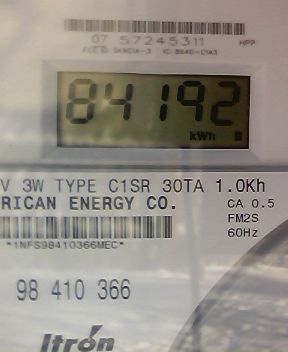 07 57245311 HPP
84192
kWh
V 3W TYPE C1SR 30TA 1.0Kh
RICAN ENERGY CO. CA 0.5
FM2S
*1NFS98410366MEC* 60Hz
98 410 366
Itrón